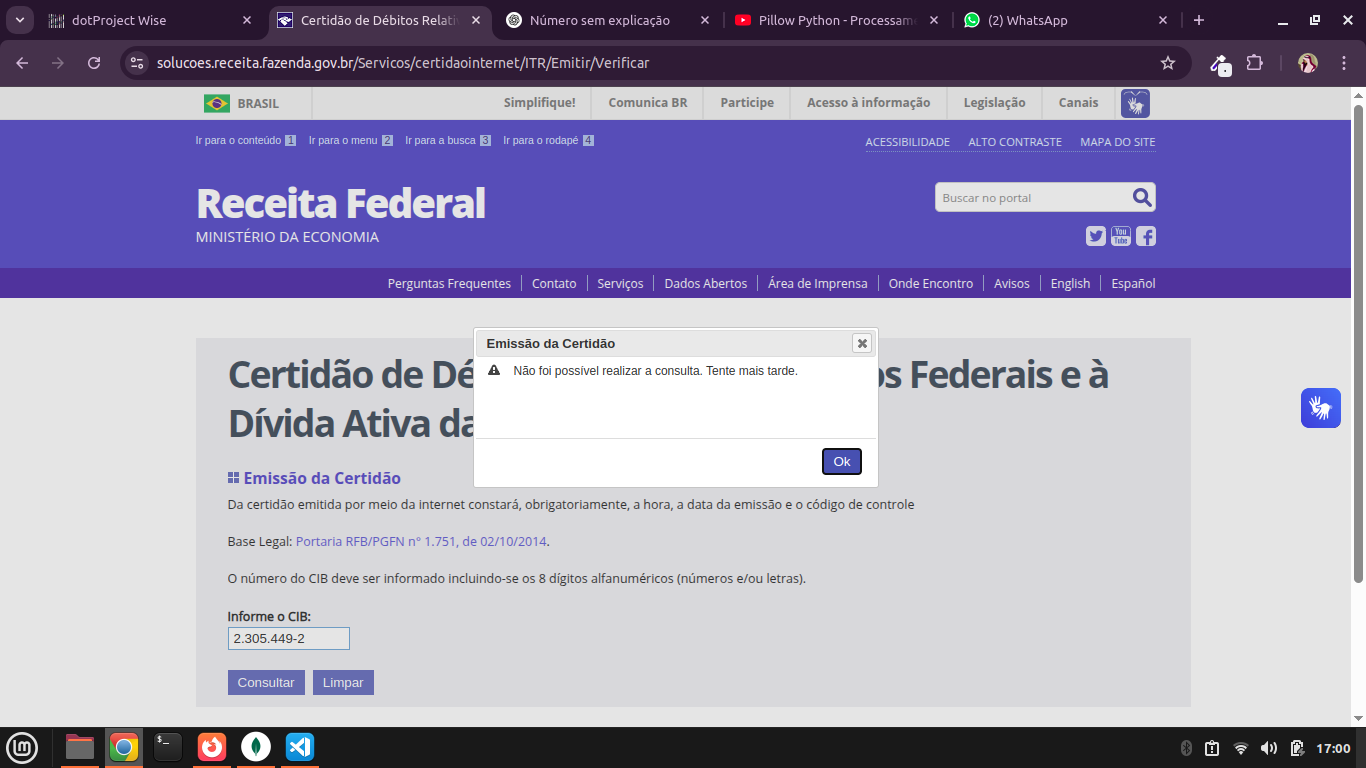 dotProject Wise
Certidão de Débitos Relati
Número sem explicação
Pillow Python - Processam
(2) WhatsApp
solucoes.receita.fazenda.gov.br/Servicos/certidaointernet/ITR/Emitir/Verificar
BRASIL
Simplifique!
Comunica BR
Participe
Acesso à informação
Legislação
Canais
Ir para o conteúdo 1
Ir para o menu 2
Ir para a busca 3
Ir para o rodapé 4
ACESSIBILIDADE
ALTO CONTRASTE
MAPA DO SITE
Receita Federal
MINISTÉRIO DA ECONOMIA
Buscar no portal
You Tube
Perguntas Frequentes
Contato
Serviços
Dados Abertos
Área de Imprensa
Onde Encontro
Avisos
English
Español
Emissão da Certidão
Não foi possível realizar a consulta. Tente mais tarde.
Ok
Certidão de Dé
os Federais e à
Dívida Ativa da
Emissão da Certidão
Da certidão emitida por meio da internet constará, obrigatoriamente, a hora, a data da emissão e o código de controle
Base Legal: Portaria RFB/PGFN nº 1.751, de 02/10/2014.
O número do CIB deve ser informado incluindo-se os 8 dígitos alfanuméricos (números e/ou letras).
Informe o CIB:
2.305.449-2
Consultar
Limpar
17:00